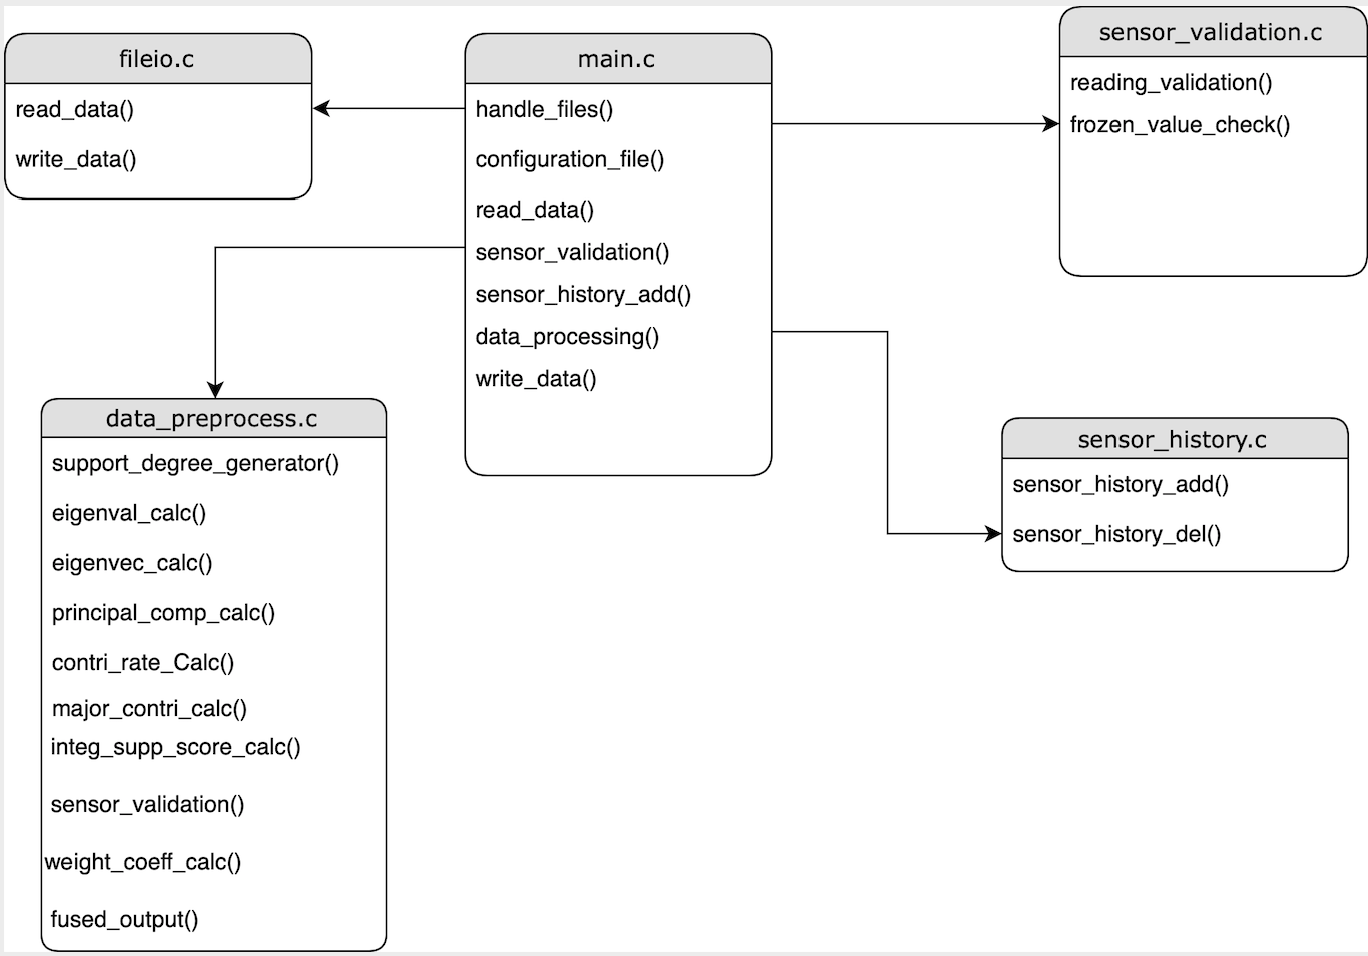 fileio.c
read_data()
write_data()
main.c
handle_files()
configuration_file()
read_data()
sensor_validation()
sensor_history_add()
data_processing()
write_data()
sensor_validation.c
reading_validation()
frozen_value_check()
data_preprocess.c
support_degree_generator()
eigenval_calc()
eigenvec_calc()
principal_comp_calc()
contri_rate_Calc()
major_contri_calc()
integ_supp_score_calc()
sensor_validation()
weight_coeff_calc()
fused_output()
sensor_history.c
sensor_history_add()
sensor_history_del()